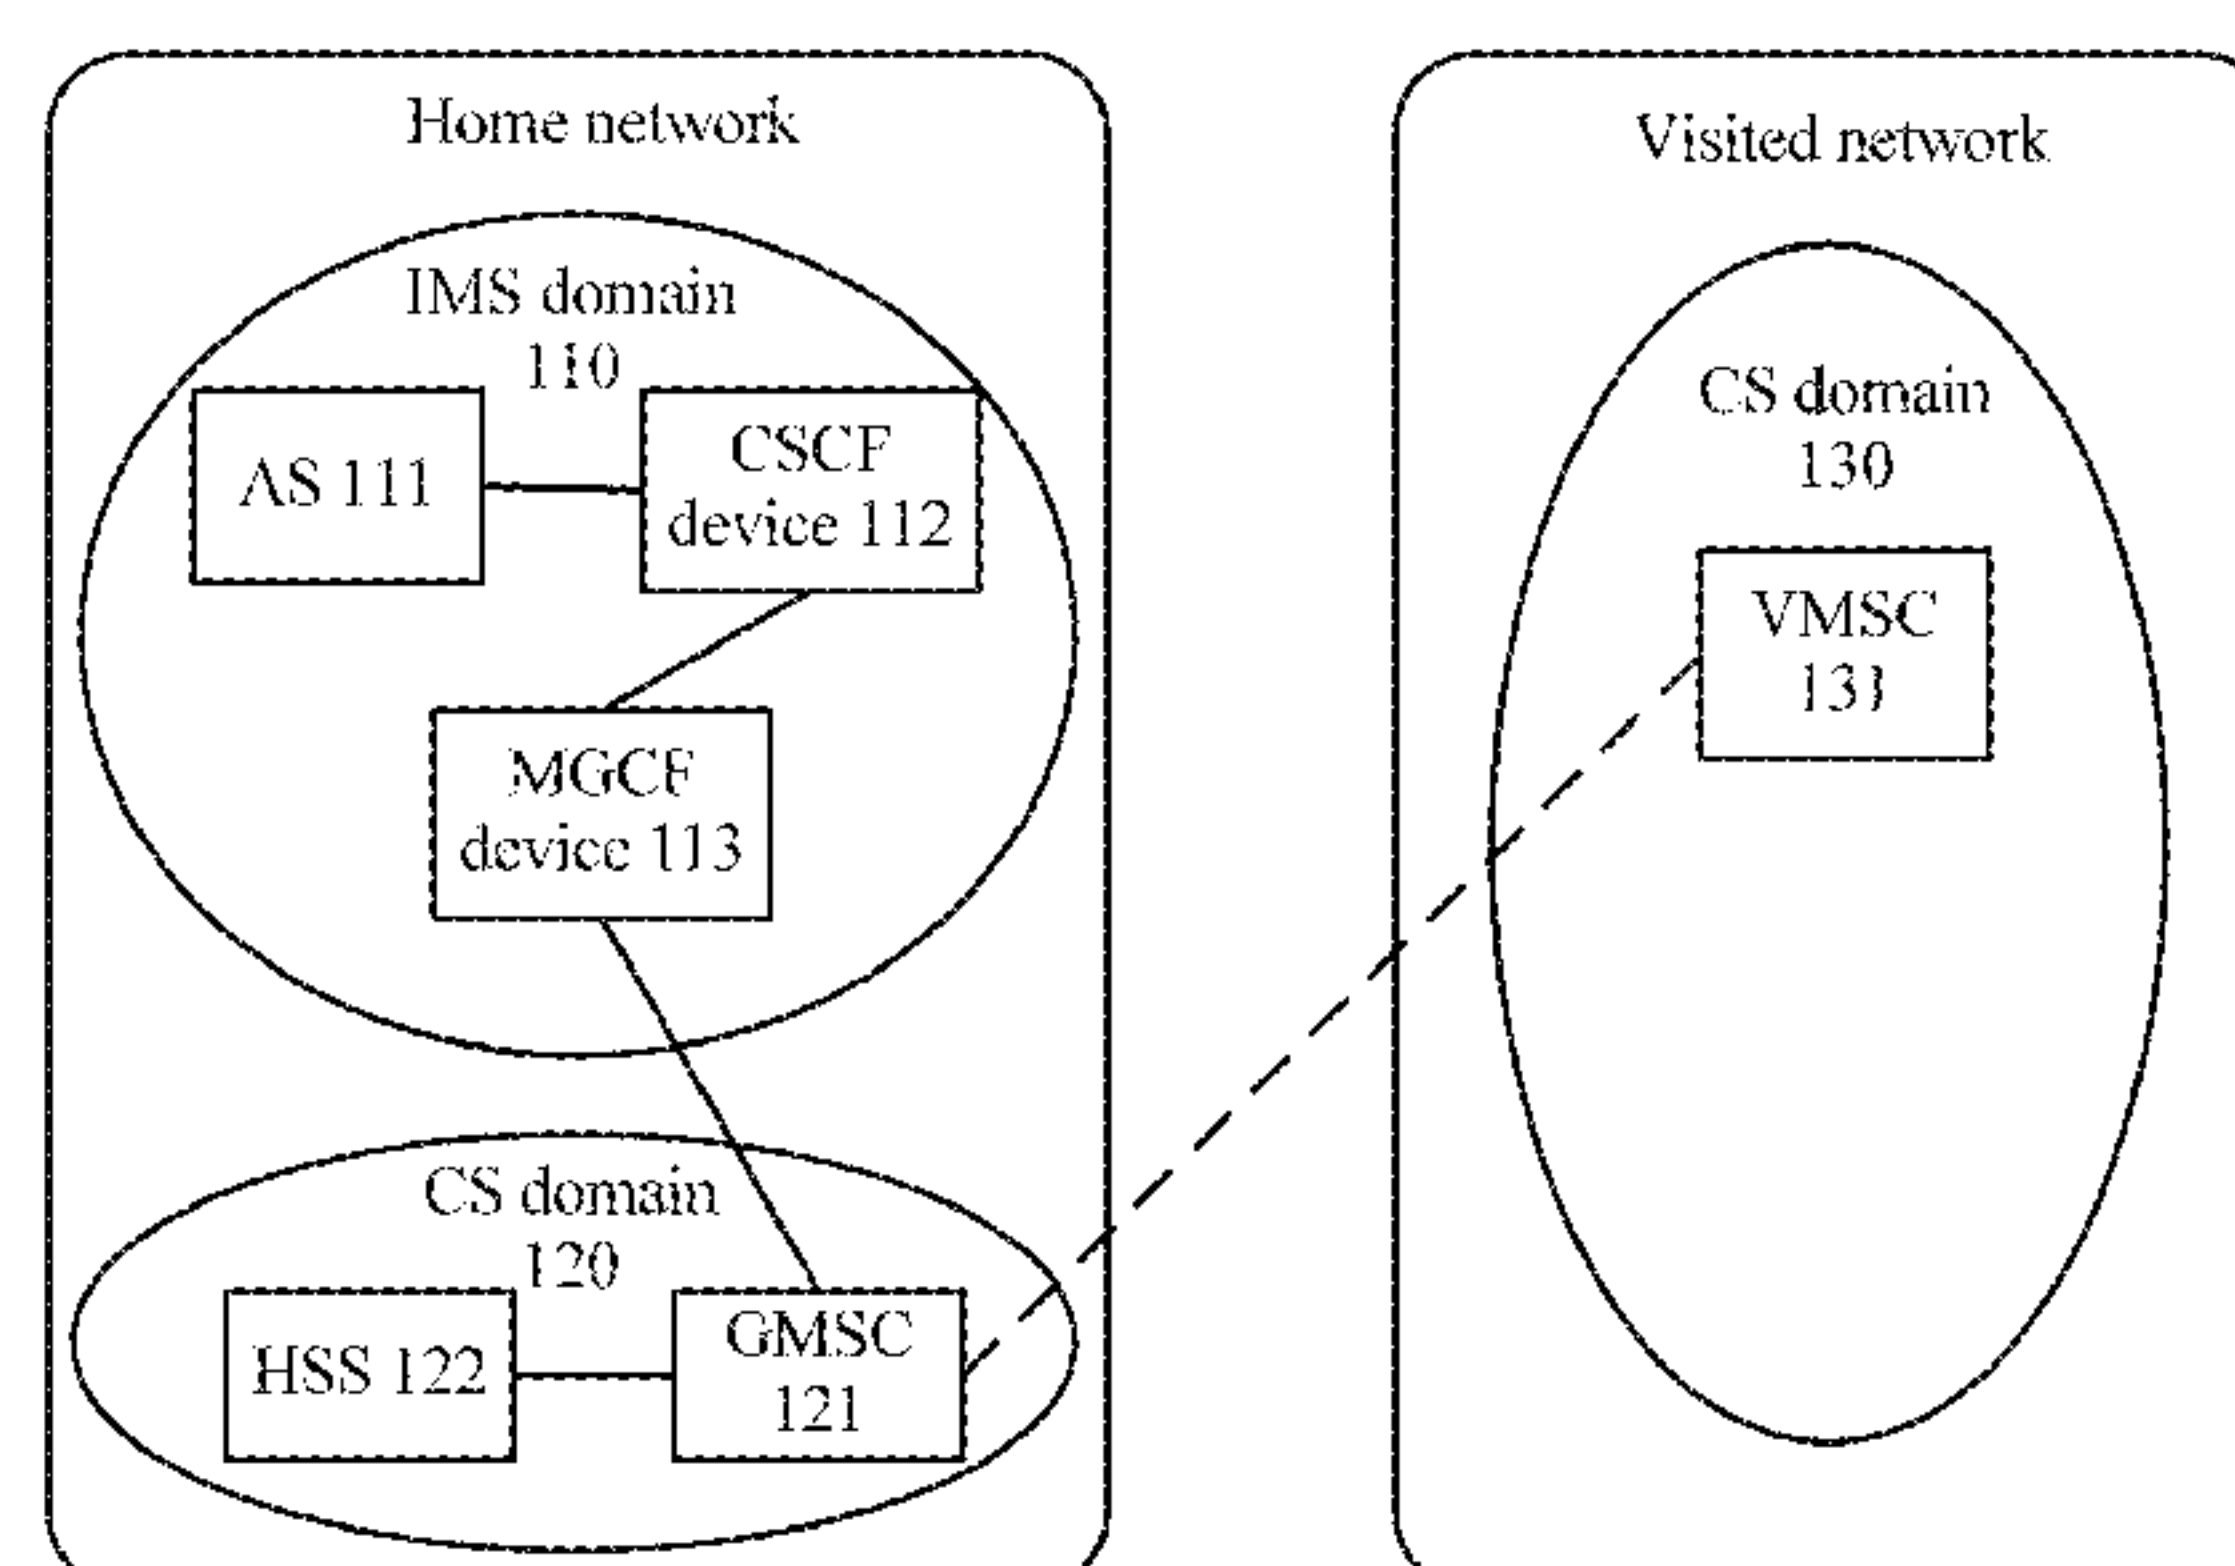 Home network
IMS domain
110
AS 111
CSCF
device 112
MGCF
device 113
CS domain
120
HSS 122
GMSC
121
Visited network
CS domain
130
VMSC
131